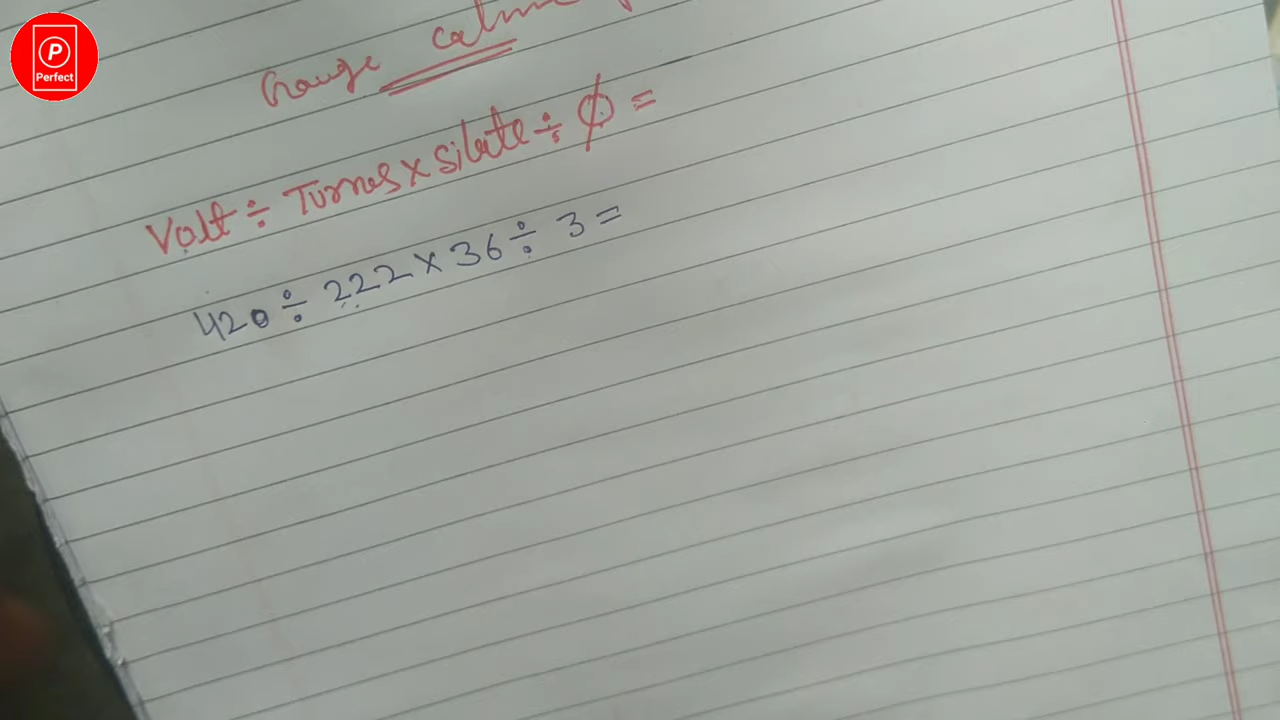 P
Perfect
Gauge
Volt ÷ Turnes × Silote ÷ Φ =
420 ÷ 222 × 36 ÷ 3 =